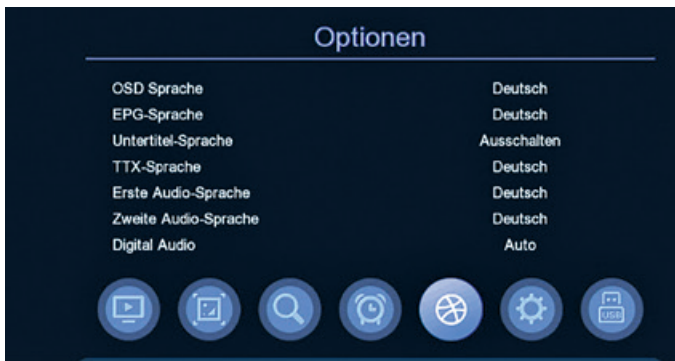 Optionen
OSD Sprache Deutsch
EPG-Sprache Deutsch
Untertitel-Sprache Ausschalten
TTX-Sprache Deutsch
Erste Audio-Sprache Deutsch
Zweite Audio-Sprache Deutsch
Digital Audio Auto
USB